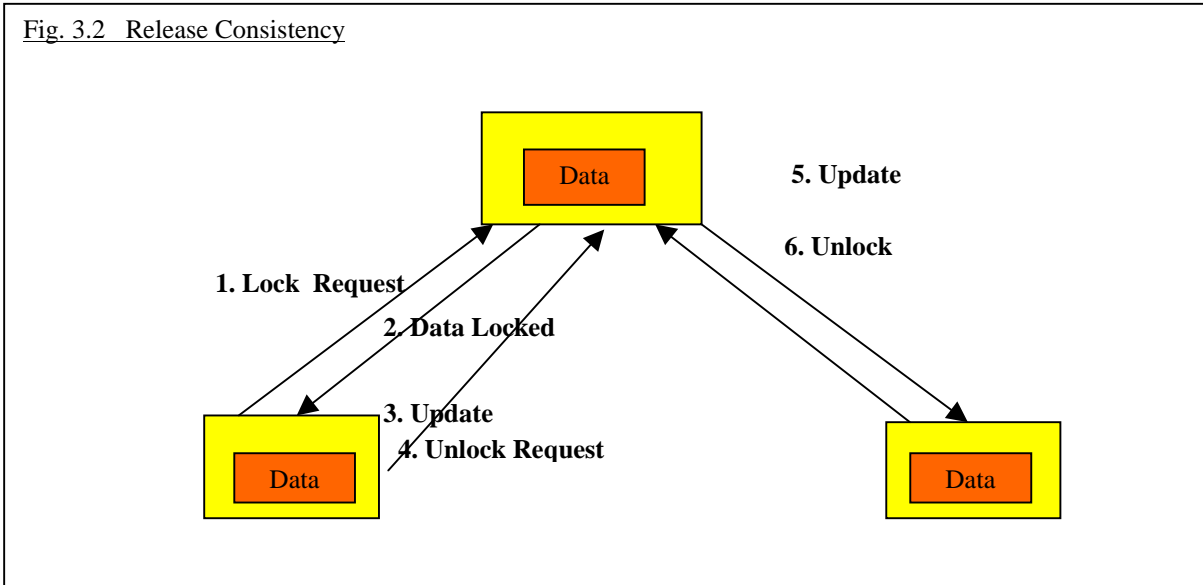 Fig. 3.2 Release Consistency
Data
5. Update
6. Unlock
1. Lock Request
2. Data Locked
3. Update
4. Unlock Request
Data
Data